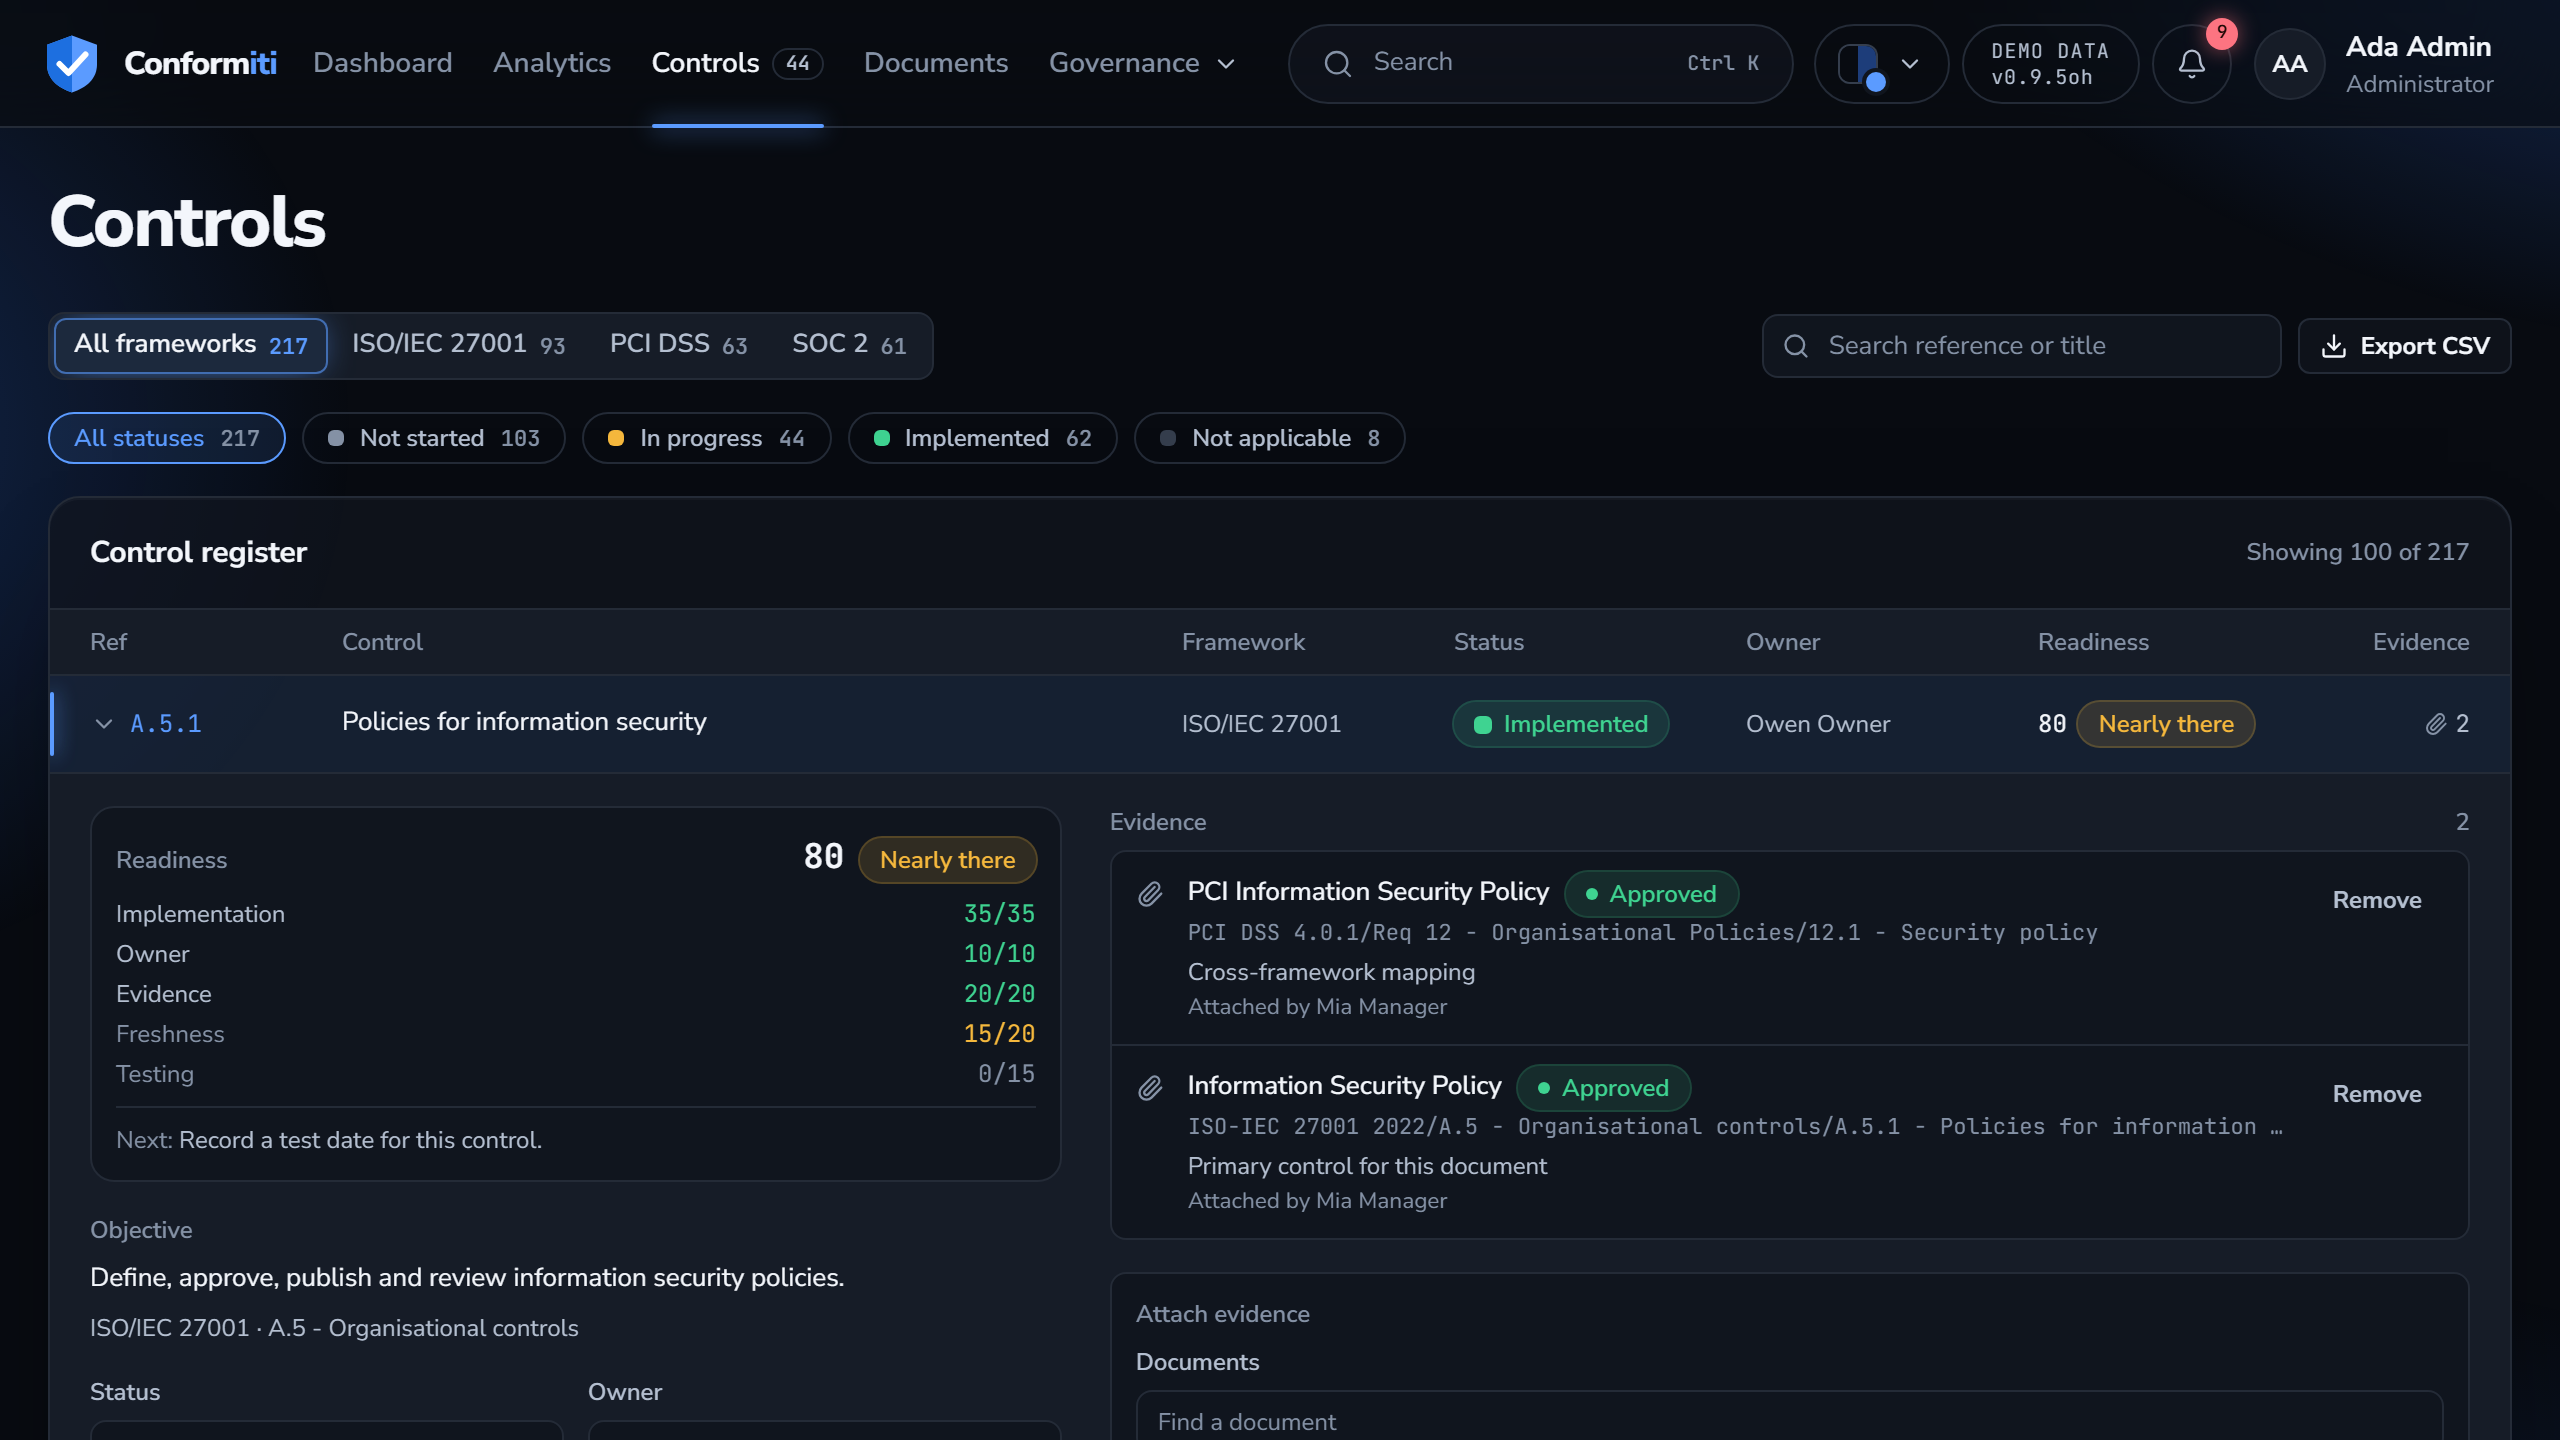 Conformiti
Dashboard
Analytics
Controls 44
Documents
Governance
Search
Ctrl K
DEMO DATA
v0.9.5oh
9
AA
Ada Admin
Administrator
Controls
All frameworks 217
ISO/IEC 27001 93
PCI DSS 63
SOC 2 61
Search reference or title
Export CSV
All statuses 217
Not started 103
In progress 44
Implemented 62
Not applicable 8
Control register
Showing 100 of 217
Ref
Control
Framework
Status
Owner
Readiness
Evidence
A.5.1
Policies for information security
ISO/IEC 27001
Implemented
Owen Owner
80 Nearly there
2
Readiness
80 Nearly there
Implementation 35/35
Owner 10/10
Evidence 20/20
Freshness 15/20
Testing 0/15
Next: Record a test date for this control.
Objective
Define, approve, publish and review information security policies.
ISO/IEC 27001 · A.5 - Organisational controls
Status
Owner
Evidence 2
PCI Information Security Policy
Approved
Remove
PCI DSS 4.0.1/Req 12 - Organisational Policies/12.1 - Security policy
Cross-framework mapping
Attached by Mia Manager
Information Security Policy
Approved
Remove
ISO-IEC 27001 2022/A.5 - Organisational controls/A.5.1 - Policies for information …
Primary control for this document
Attached by Mia Manager
Attach evidence
Documents
Find a document